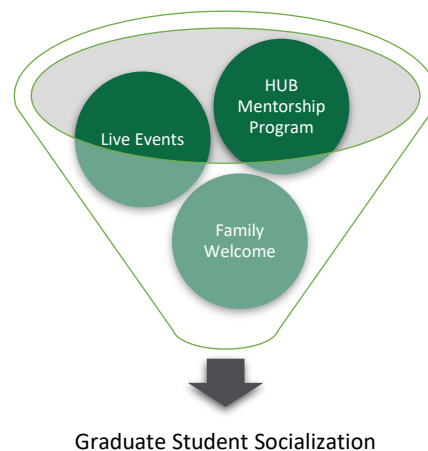 HUB
Mentorship
Program
Live Events
Family
Welcome
Graduate Student Socialization